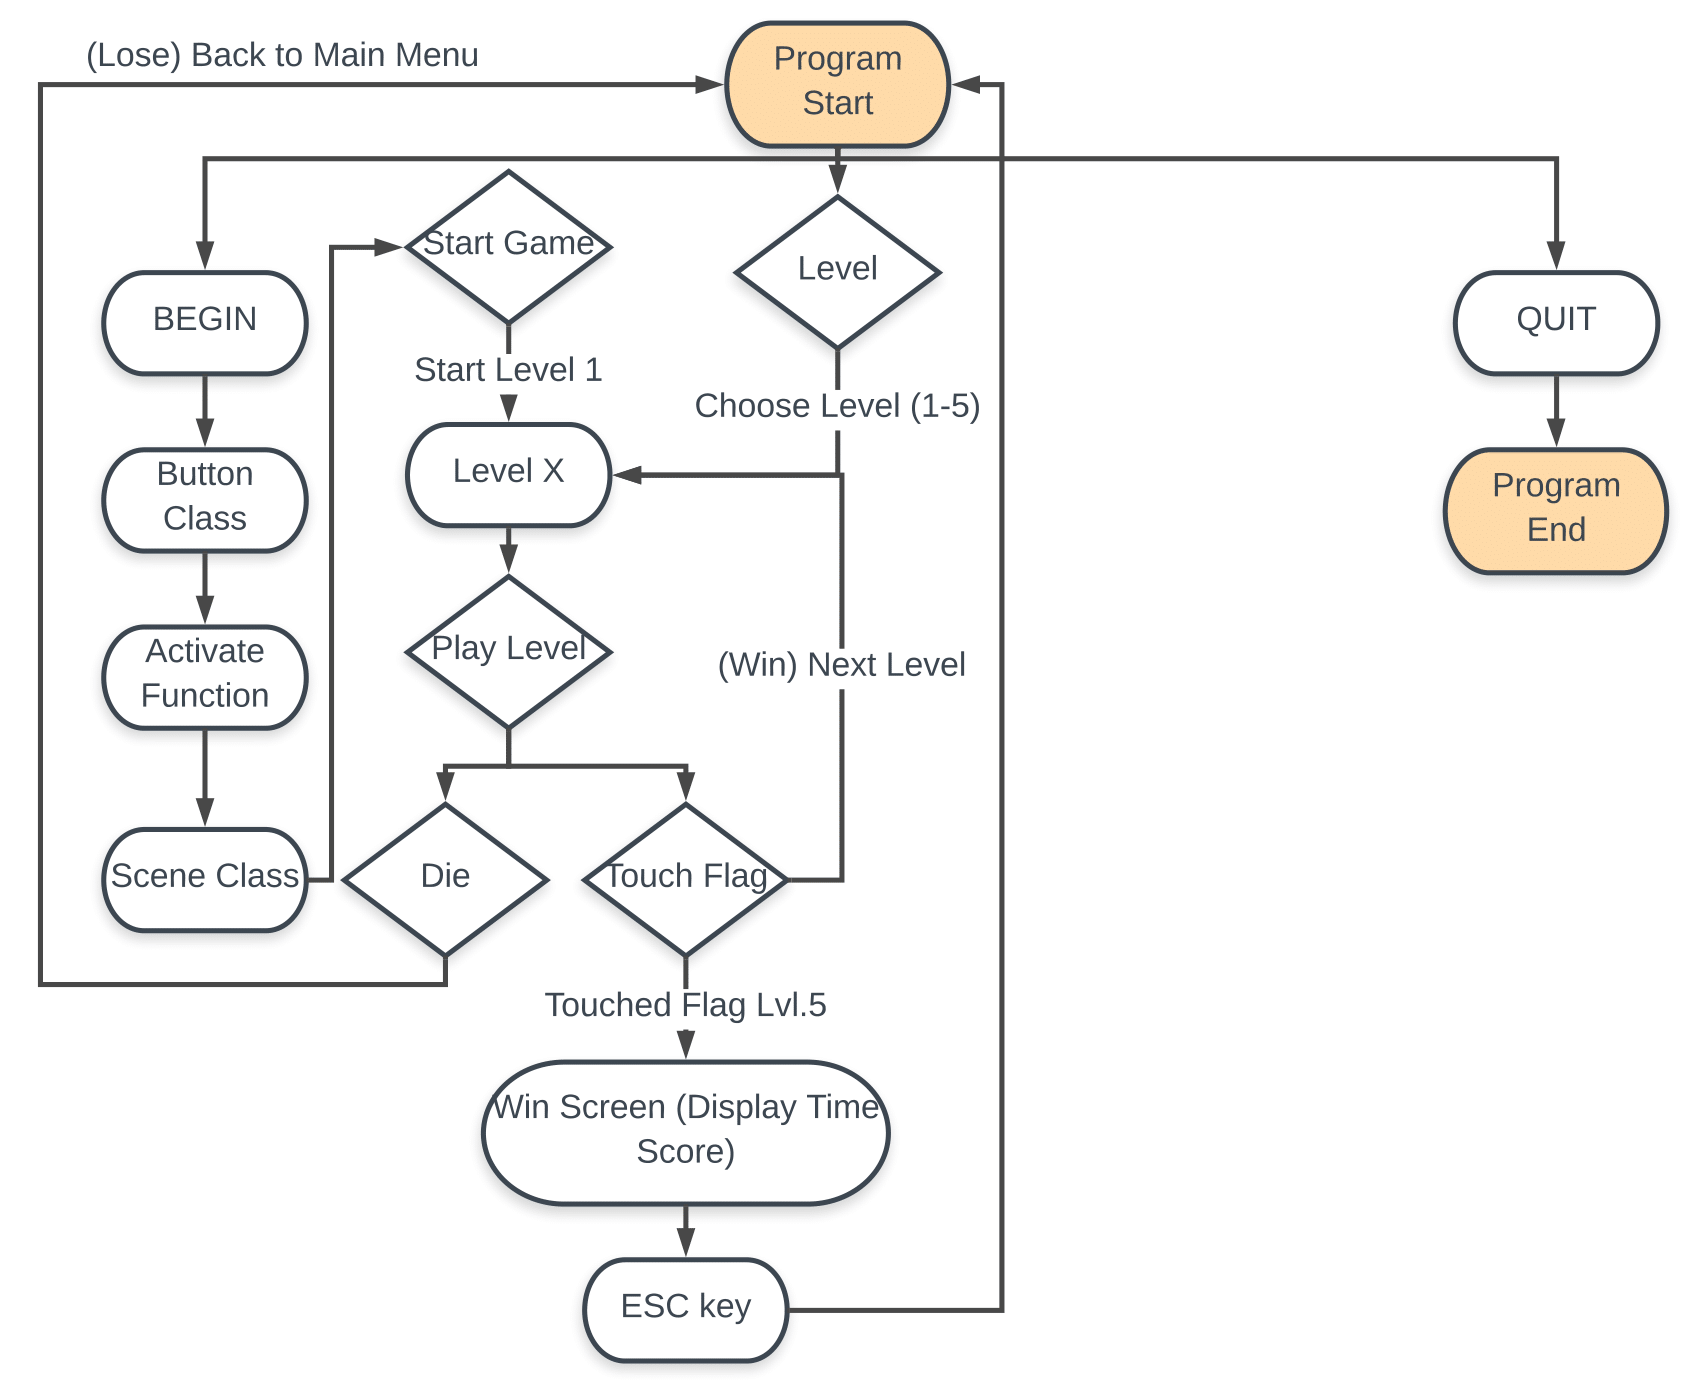 (Lose) Back to Main Menu
Program
Start
Start Game
Level
BEGIN
QUIT
Start Level 1
Choose Level (1-5)
Button
Class
Level X
Program
End
Activate
Function
Play Level
(Win) Next Level
Scene Class
Die
Touch Flag
Touched Flag Lvl.5
Win Screen (Display Time
Score)
ESC key